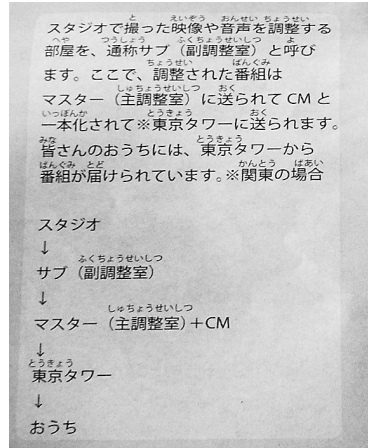 スタジオで撮った映像や音声を調整する
部屋を、通称サブ（副調整室）と呼び
ます。ここで、調整された番組は
マスター（主調整室）に送られて CM と
一本化されて※東京タワーに送られます。
皆さんのおうちには、東京タワーから
番組が届けられています。※関東の場合
スタジオ
↓
サブ（副調整室）
↓
マスター（主調整室）＋CM
↓
東京タワー
↓
おうち